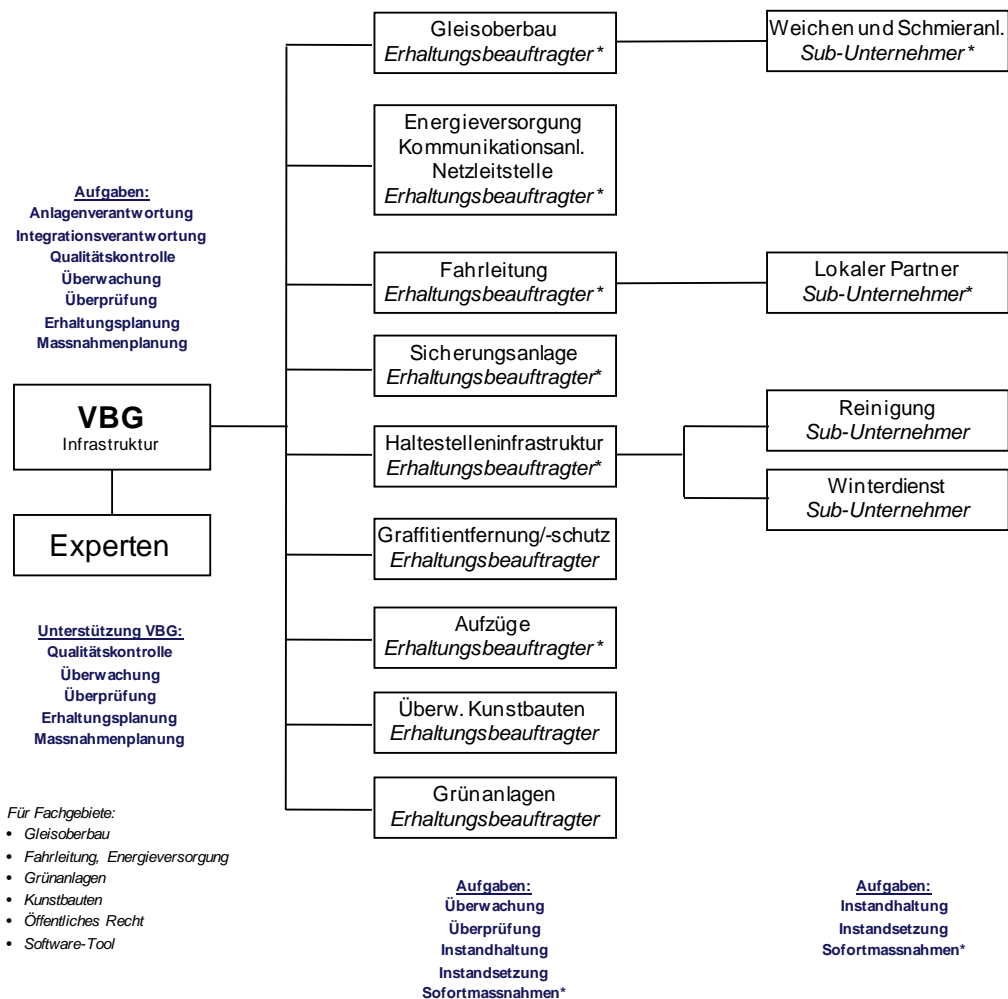 Gleisoberbau
Erhaltungsbeauftragter*
Weichen und Schmieranl.
Sub-Unternehmer*
Energieversorgung
Kommunikationsanl.
Netzleitstelle
Erhaltungsbeauftragter*
Aufgaben:
Anlagenverantwortung
Integrationsverantwortung
Qualitätskontrolle
Überwachung
Überprüfung
Erhaltungsplanung
Massnahmenplanung
Fahrleitung
Erhaltungsbeauftragter*
Lokaler Partner
Sub-Unternehmer*
Sicherungsanlage
Erhaltungsbeauftragter*
VBG
Infrastruktur
Haltestelleninfrastruktur
Erhaltungsbeauftragter*
Reinigung
Sub-Unternehmer
Winterdienst
Sub-Unternehmer
Experten
Graffitientfernung/-schutz
Erhaltungsbeauftragter
Aufzüge
Erhaltungsbeauftragter*
Unterstützung VBG:
Qualitätskontrolle
Überwachung
Überprüfung
Erhaltungsplanung
Massnahmenplanung
Überw. Kunstbauten
Erhaltungsbeauftragter
Grünanlagen
Erhaltungsbeauftragter
Für Fachgebiete:
• Gleisoberbau
• Fahrleitung, Energieversorgung
• Grünanlagen
• Kunstbauten
• Öffentliches Recht
• Software-Tool
Aufgaben:
Überwachung
Überprüfung
Instandhaltung
Instandsetzung
Sofortmassnahmen*
Aufgaben:
Instandhaltung
Instandsetzung
Sofortmassnahmen*